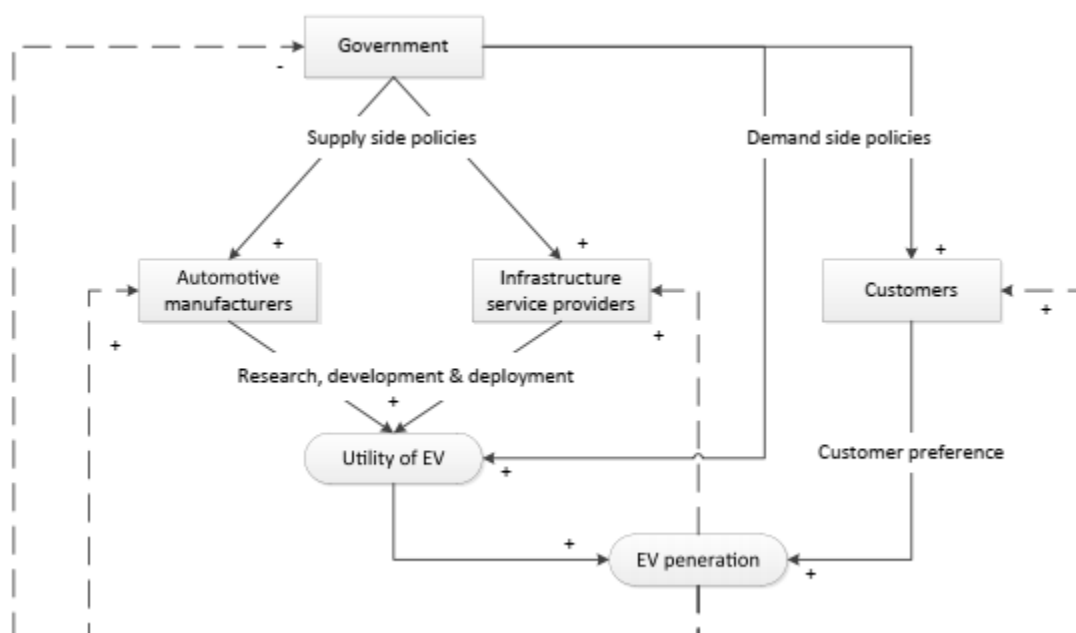 Government
-
Supply side policies
Demand side policies
+
+
+
Automotive
manufacturers
Infrastructure
service providers
Customers
+
+
+
Research, development & deployment
+
Utility of EV
+
Customer preference
+
EV peneration
+